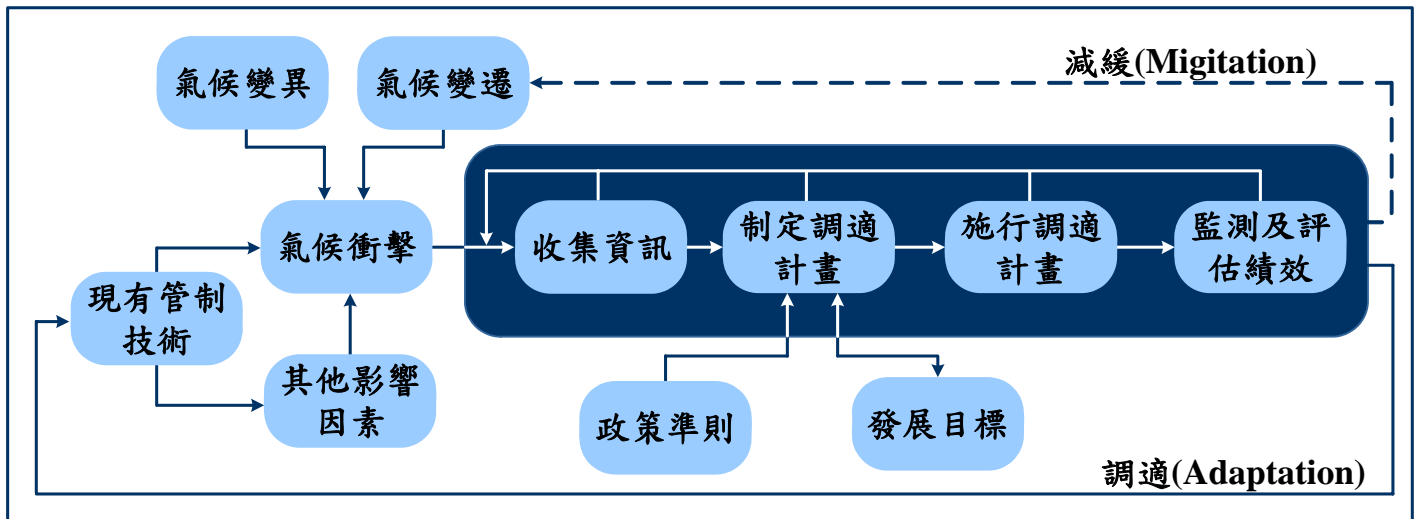 減緩(Migitation)
氣候變異
氣候變遷
氣候衝擊
收集資訊
制定調適
計畫
施行調適
計畫
監測及評
估績效
現有管制
技術
其他影響
因素
政策準則
發展目標
調適(Adaptation)